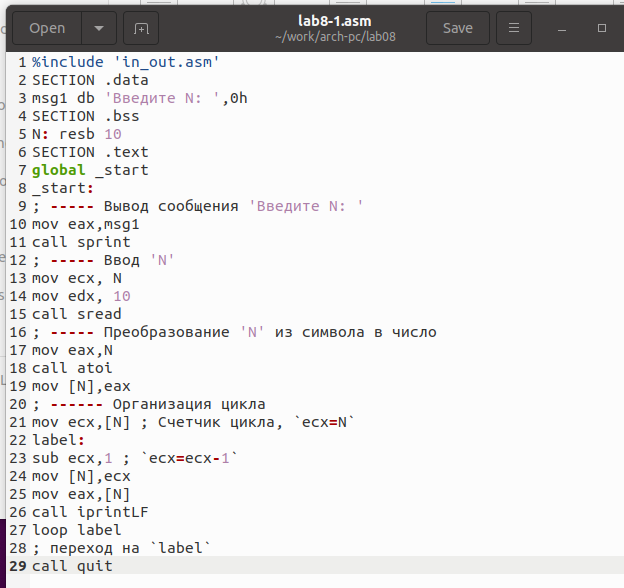 Open
lab8-1.asm
~/work/arch-pc/lab08
Save
1 %include 'in_out.asm'
2 SECTION .data
3 msg1 db 'Введите N: ',0h
4 SECTION .bss
5 N: resb 10
6 SECTION .text
7 global _start
8 _start:
9 ; ----- Вывод сообщения 'Введите N: '
10 mov eax,msg1
11 call sprint
12 ; ----- Ввод 'N'
13 mov ecx, N
14 mov edx, 10
15 call sread
16 ; ----- Преобразование 'N' из символа в число
17 mov eax,N
18 call atoi
19 mov [N],eax
20 ; ------ Организация цикла
21 mov ecx,[N] ; Счетчик цикла, `ecx=N`
22 label:
23 sub ecx,1 ; `ecx=ecx-1`
24 mov [N],ecx
25 mov eax,[N]
26 call iprintLF
27 loop label
28 ; переход на `label`
29 call quit